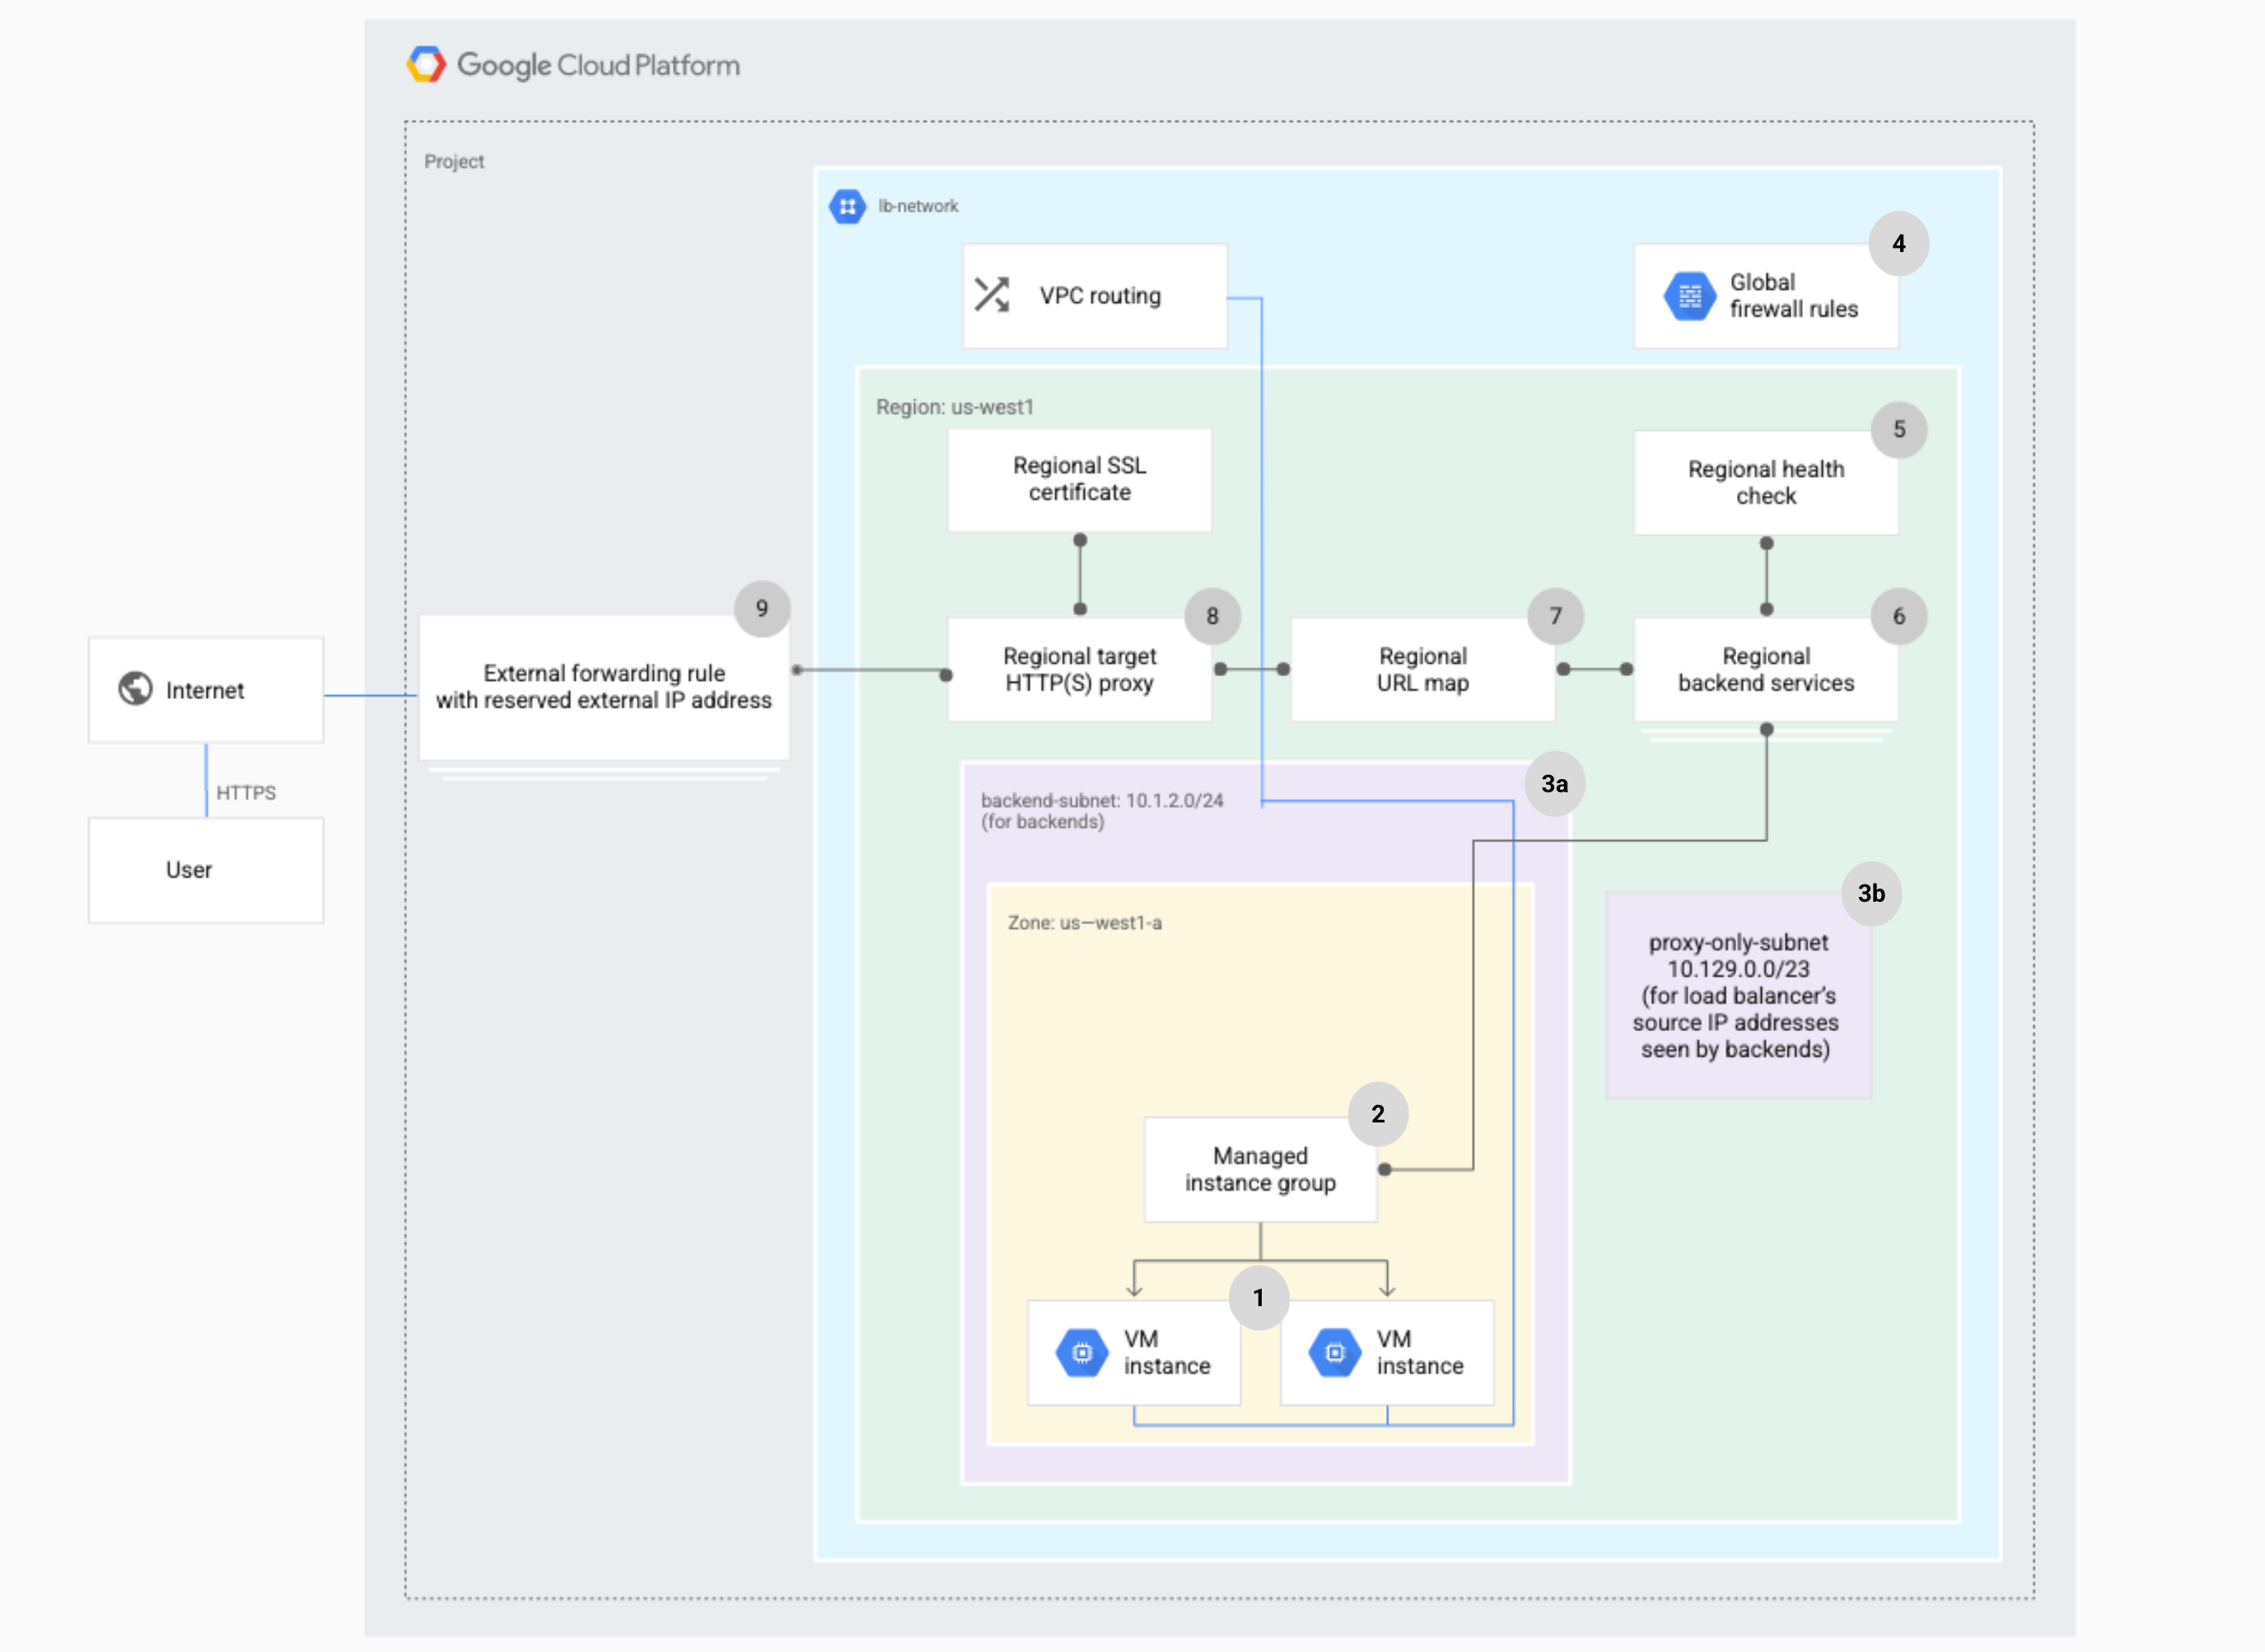 Google Cloud Platform
Project
lb-network
4
VPC routing
Global
firewall rules
Region: us-west1
5
Regional SSL
certificate
Regional health
check
9
8
7
6
Internet
External forwarding rule
with reserved external IP address
Regional target
HTTP(S) proxy
Regional
URL map
Regional
backend services
HTTPS
User
3a
backend-subnet: 10.1.2.0/24
(for backends)
3b
Zone: us—west1-a
proxy-only-subnet
10.129.0.0/23
(for load balancer’s
source IP addresses
seen by backends)
2
Managed
instance group
1
VM
instance
VM
instance